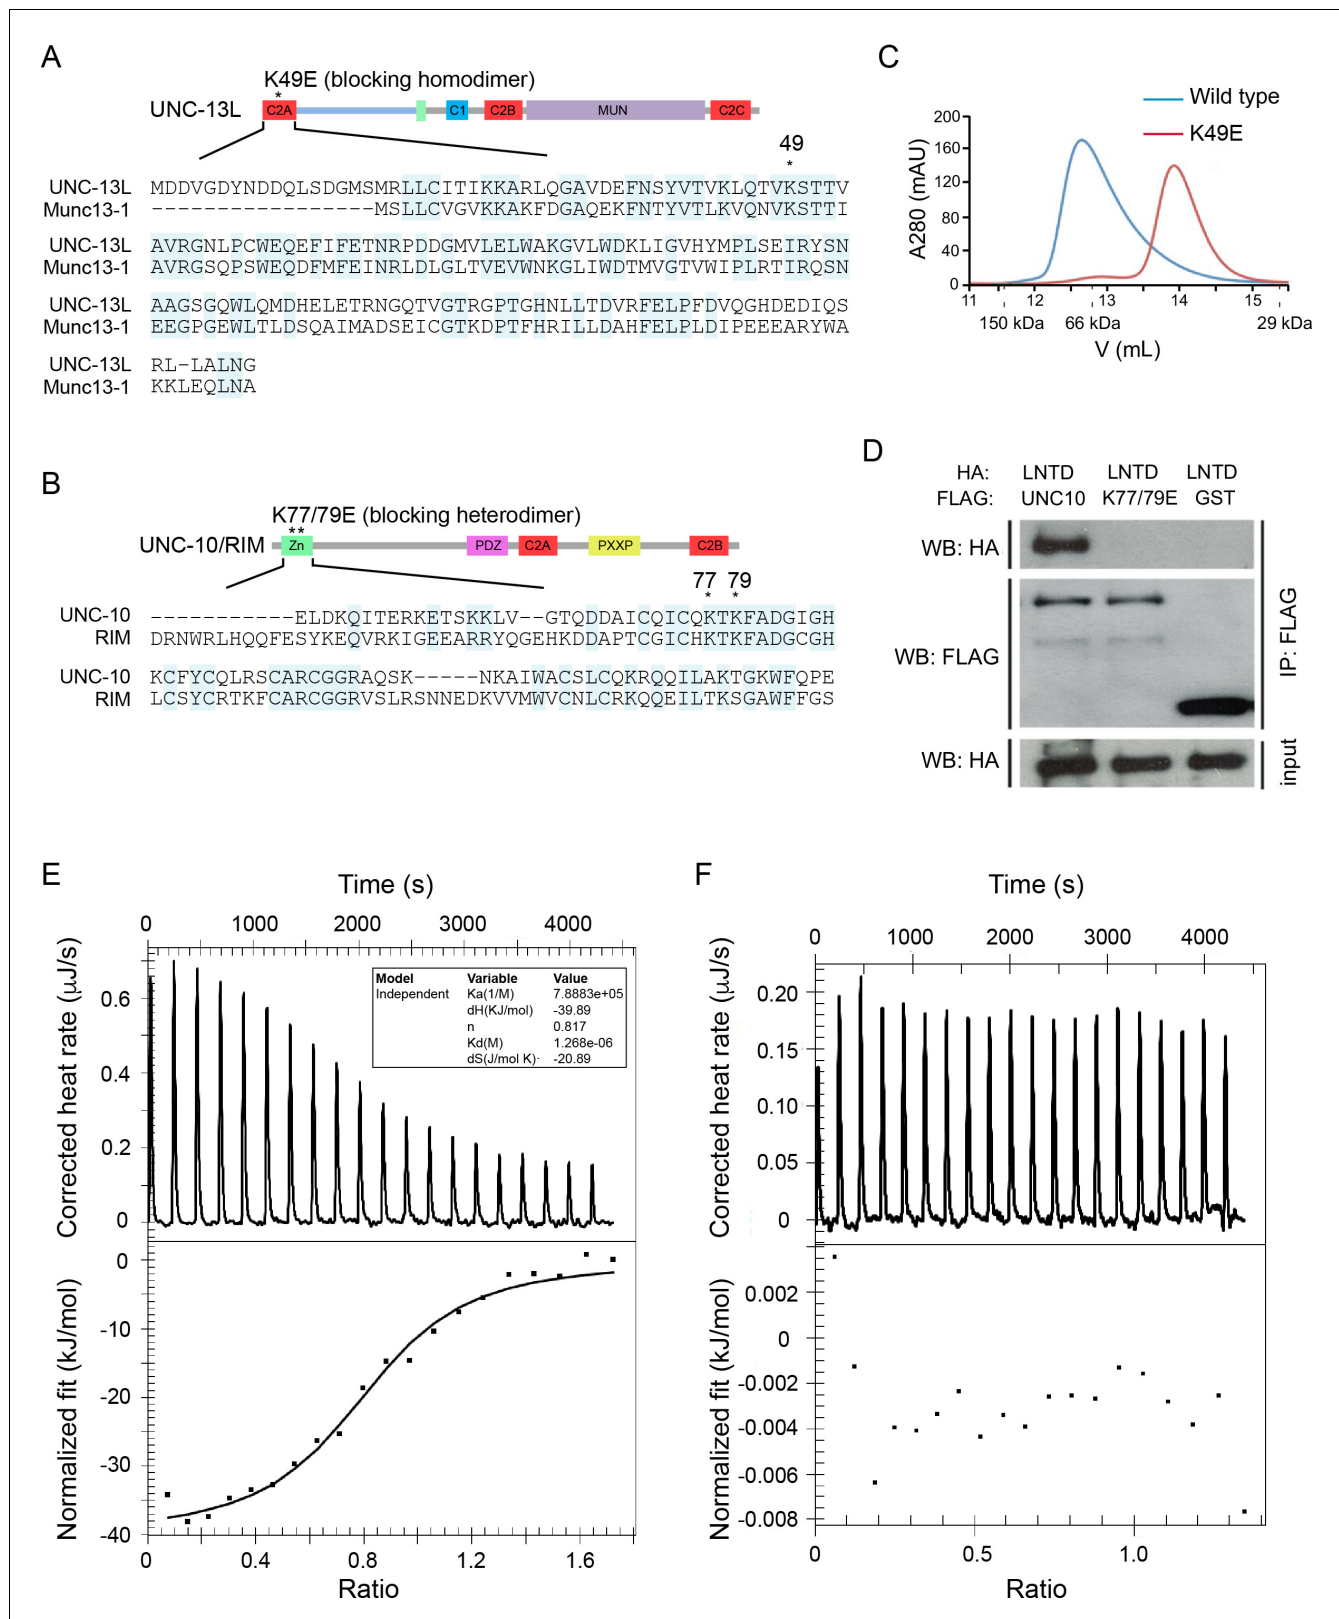 A
K49E (blocking homodimer)
*
UNC-13L
C2A
C1
C2B
MUN
C2C
49
*
UNC-13L MDDVGDYNDDQLSDGMSMRLLCITIKKARLQGAVDEFNSYVTVKLQTVKSTTV
Munc13-1 -----------------MSLLCVGVKKAKFDGAQEKFNTYVTLKVQNVKSTTI
UNC-13L AVRGNLPCWEQEFIFETNRPDDGMVLELWAKGVLWDKLIGVHYMPLSEIRYSN
Munc13-1 AVRGSQPSWEQDFMFEINRLDLGLTVEVWNKGLIWDTMVGTVWIPLRTIRQSN
UNC-13L AAGSGQWLQMDHELETRNGQTVGTRGPTGHNLLTDVRFELPFDVQGHDEDIQS
Munc13-1 EEGPGEWLTLDSQAIMADSEICGTKDPTFHRILLDAHFELPLDIPEEEARYWA
UNC-13L RL-LALNG
Munc13-1 KKLEQLNA
B
K77/79E (blocking heterodimer)
**
UNC-10/RIM
Zn
PDZ
C2A
PXXP
C2B
77 79
* *
UNC-10 -----------ELDKQITERKETSKKLV--GTQDDAICQICQKTKFADGIGH
RIM DRNWRLHQQFESYKEQVRKIGEEARRYQGEHKDDAPTCGICHKTKFADGCGH
UNC-10 KCFYCQLRSCARCGGRAQSK-----NKAIWACSLCQKRQQILAKTGKWFQPE
RIM LCSYCRTKFCARCGGRVSLRSNNEDKVVMWVCNLCRKQQEILTKSGAWFFGS
C
Wild type
K49E
A280 (mAU)
200
160
120
80
40
0
11 12 13 14 15
150 kDa 66 kDa 29 kDa
V (mL)
D
HA: LNTD LNTD LNTD
FLAG: UNC10 K77/79E GST
WB: HA
WB: FLAG
WB: HA
IP: FLAG
input
E
Time (s)
0 1000 2000 3000 4000
Corrected heat rate (µJ/s)
0.6
0.4
0.2
0
Model Variable Value
Independent Ka(1/M) 7.8883e+05
dH(KJ/mol) -39.89
n 0.817
Kd(M) 1.268e-06
dS(J/mol K)· -20.89
Normalized fit (kJ/mol)
0
-10
-20
-30
-40
0 0.4 0.8 1.2 1.6
Ratio
F
Time (s)
0 1000 2000 3000 4000
Corrected heat rate (µJ/s)
0.20
0.15
0.10
0.05
0
Normalized fit (kJ/mol)
0.002
0
-0.002
-0.004
-0.006
-0.008
0 0.5 1.0
Ratio